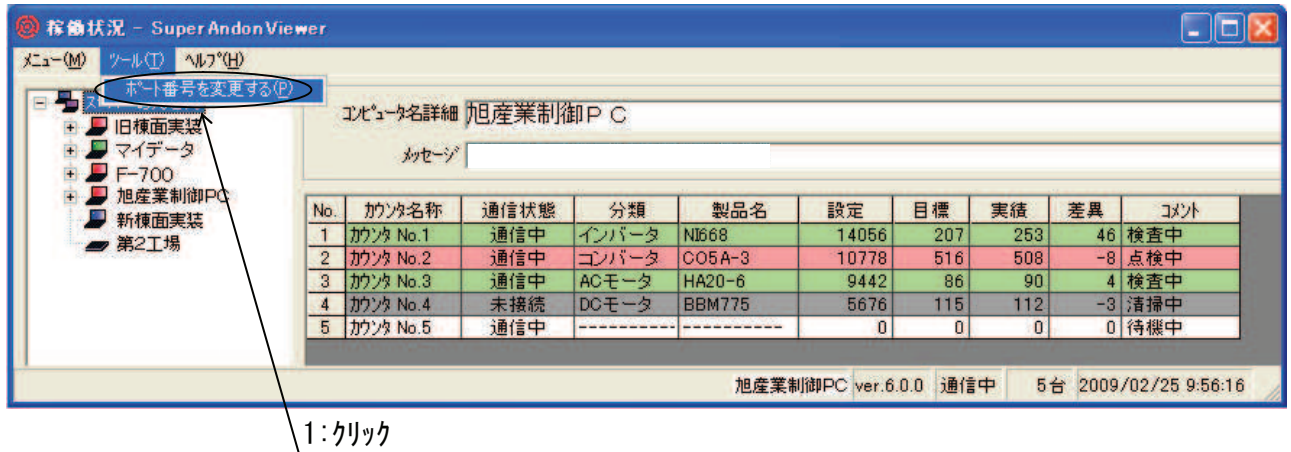 稼働状況 - Super Andon Viewer
ﾒﾆｭｰ(M) ﾂｰﾙ(T) ﾍﾙﾌﾟ(H)
ﾎﾟｰﾄ番号を変更する(P)
旧棟面実装
マイデータ
F-700
旭産業制御PC
新棟面実装
第2工場
ｺﾝﾋﾟｭｰﾀ名詳細 旭産業制御ＰＣ
ﾒｯｾｰｼﾞ
No. ｶｳﾝﾀ名称 通信状態 分類 製品名 設定 目標 実績 差異 ｺﾒﾝﾄ
1 ｶｳﾝﾀ No.1 通信中 インバータ NI668 14056 207 253 46 検査中
2 ｶｳﾝﾀ No.2 通信中 コンバータ CO5A-3 10778 516 508 -8 点検中
3 ｶｳﾝﾀ No.3 通信中 ACモータ HA20-6 9442 86 90 4 検査中
4 ｶｳﾝﾀ No.4 未接続 DCモータ BBM775 5676 115 112 -3 清掃中
5 ｶｳﾝﾀ No.5 通信中 ---------- ---------- 0 0 0 0 待機中
旭産業制御PC ver.6.0.0 通信中 5台 2009/02/25 9:56:16
1:ｸﾘｯｸ